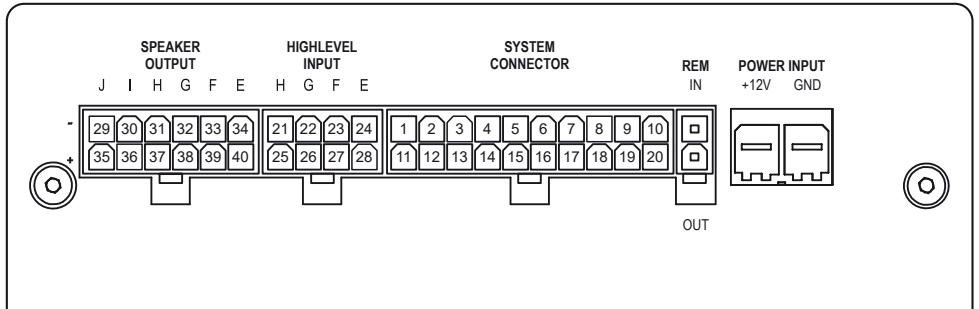 SPEAKER
OUTPUT
HIGHLEVEL
INPUT
SYSTEM
CONNECTOR
REM
IN
POWER INPUT
+12V GND
J I H G F E
H G F E
- 29 30 31 32 33 34
21 22 23 24
1 2 3 4 5 6 7 8 9 10
+ 35 36 37 38 39 40
25 26 27 28
11 12 13 14 15 16 17 18 19 20
OUT